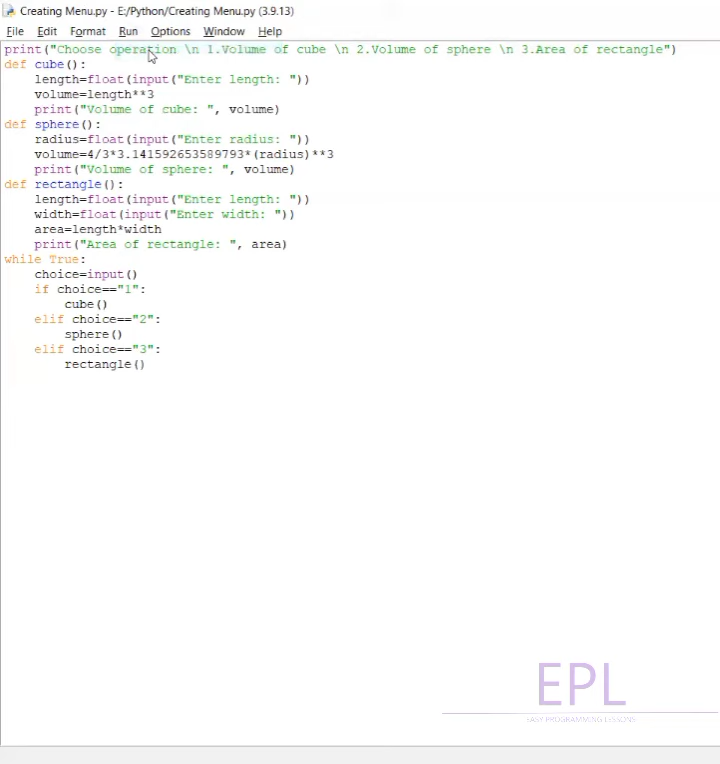 Creating Menu.py - E:/Python/Creating Menu.py (3.9.13)
File Edit Format Run Options Window Help
print("Choose operation \n 1.Volume of cube \n 2.Volume of sphere \n 3.Area of rectangle")
def cube():
    length=float(input("Enter length: "))
    volume=length**3
    print("Volume of cube: ", volume)
def sphere():
    radius=float(input("Enter radius: "))
    volume=4/3*3.141592653589793*(radius)**3
    print("Volume of sphere: ", volume)
def rectangle():
    length=float(input("Enter length: "))
    width=float(input("Enter width: "))
    area=length*width
    print("Area of rectangle: ", area)
while True:
    choice=input()
    if choice=="1":
        cube()
    elif choice=="2":
        sphere()
    elif choice=="3":
        rectangle()
EPL
EASY PROGRAMMING LESSONS